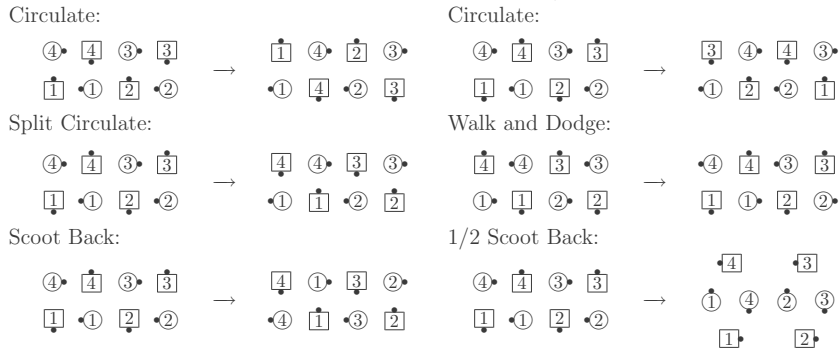 Circulate:
4 4 3 3 → 1 4 2 3
1 1 2 2 1 4 2 3
Circulate:
4 4 3 3 → 3 4 4 3
1 1 2 2 1 2 2 1
Split Circulate:
4 4 3 3 → 4 4 3 3
1 1 2 2 1 1 2 2
Walk and Dodge:
4 4 3 3 → 4 4 3 3
1 1 2 2 1 1 2 2
Scoot Back:
4 4 3 3 → 4 1 3 2
1 1 2 2 4 1 3 2
1/2 Scoot Back:
4 3
4 4 3 3 → 1 4 2 3
1 1 2 2 1 2